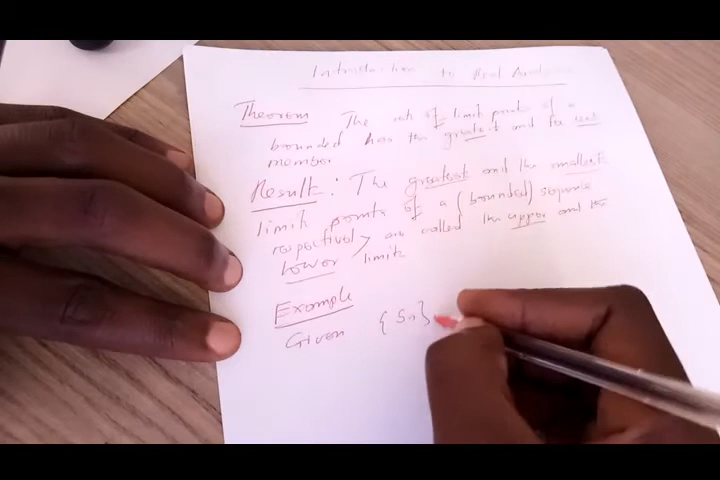 Introduction to Real Analysis
Theorem The set of limit points of a
bounded has the greatest and the least
member
Result: The greatest and the smallest
limit points of a (bounded) sequence
respectively are called the upper and the
Lower limits
Example
Given {Sn}